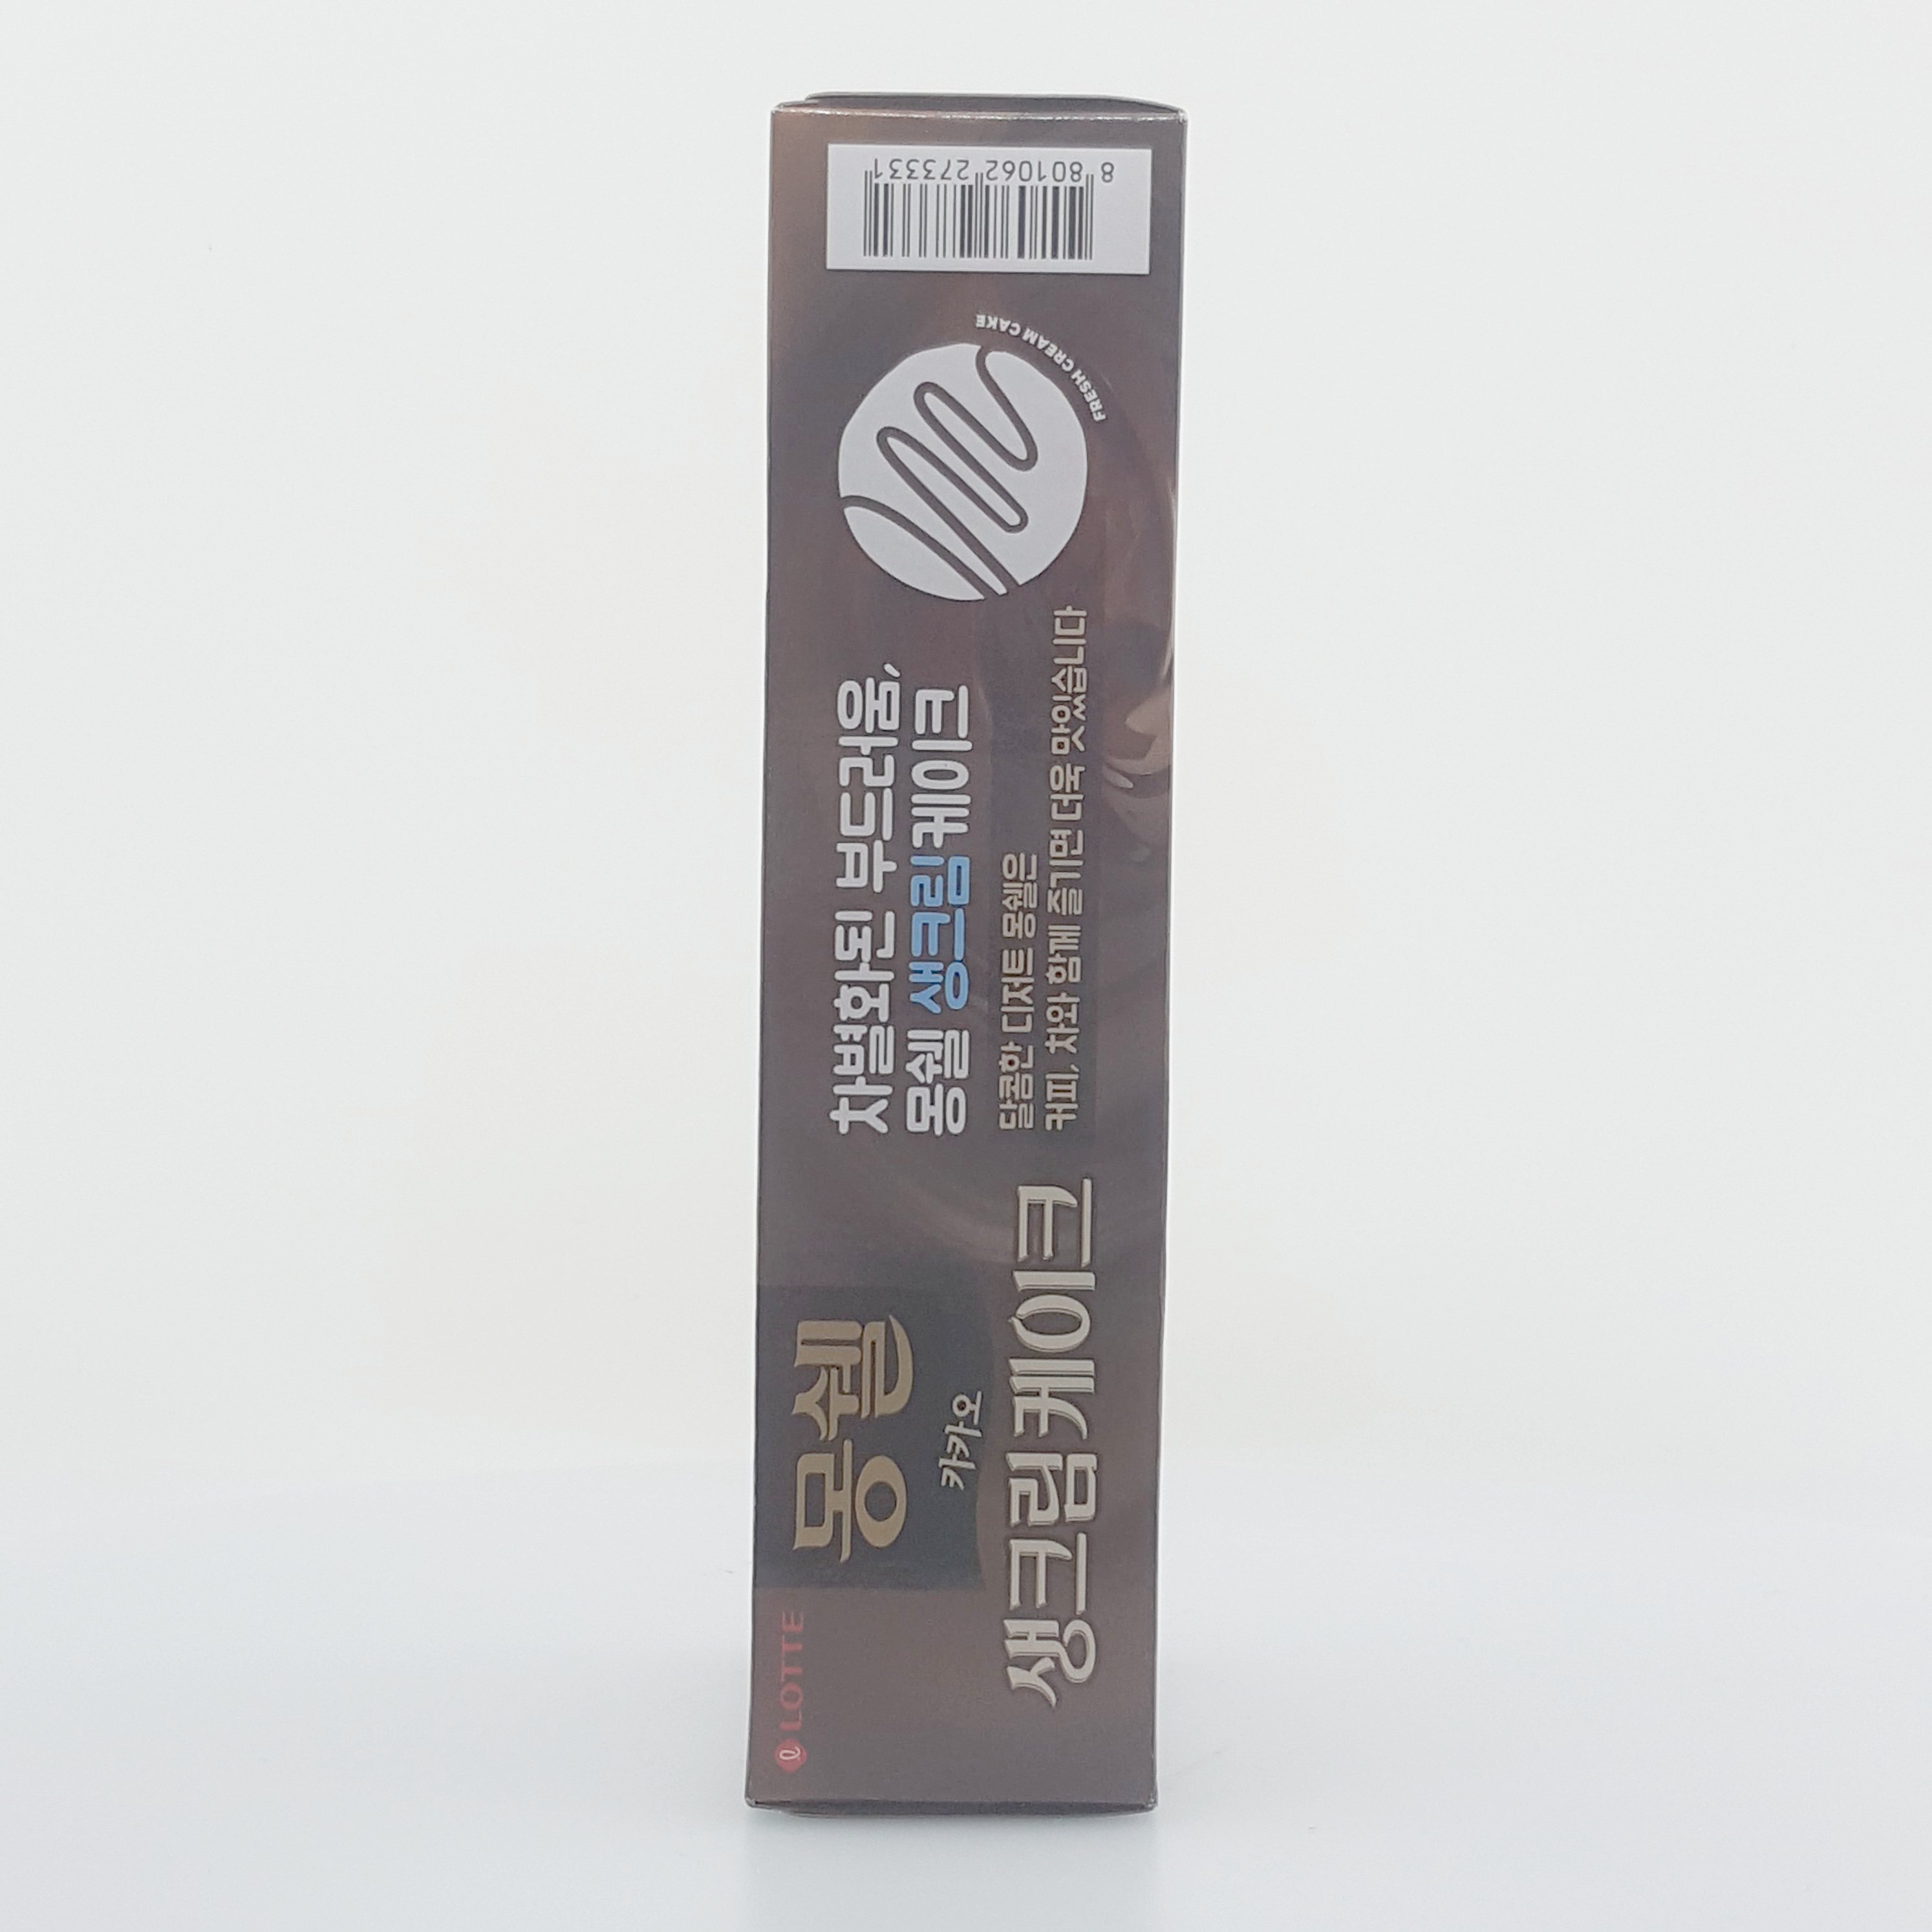 LOTTE
몽쉘
카카오
생크림케이크
차별화된 부드러움,
몽쉘 생크림케이크
달콤한 디저트 몽쉘은
커피, 차와 함께 즐기면 더욱 맛있습니다
FRESH CREAM CAKE
8 801062 273331